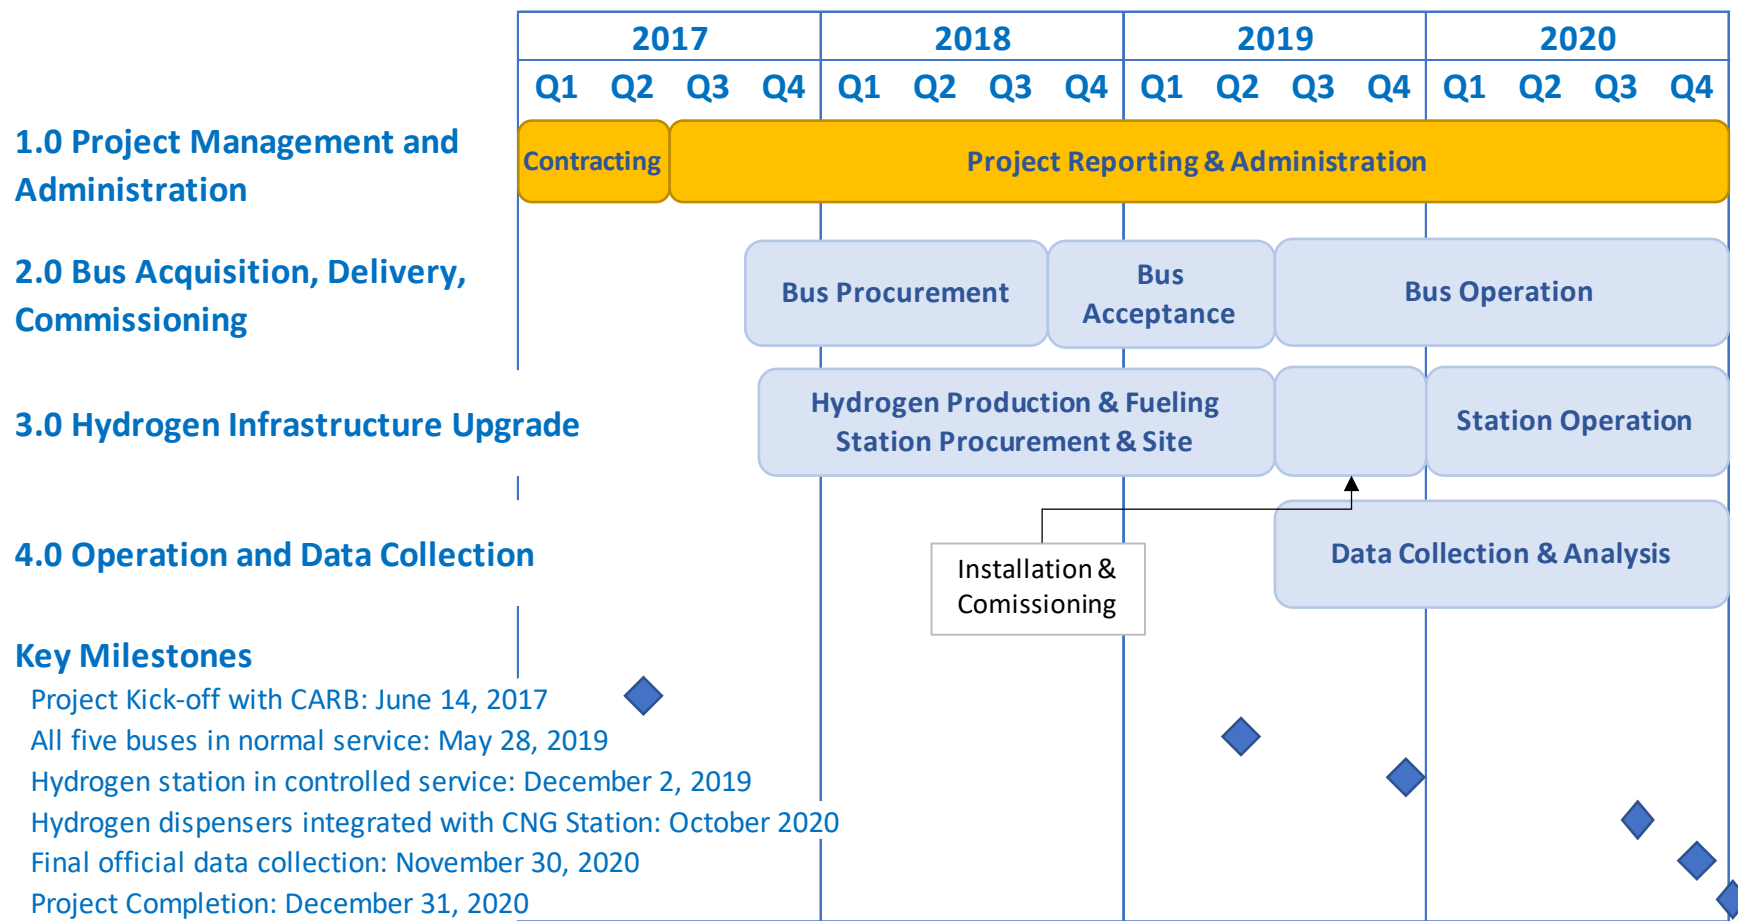 2017 2018 2019 2020
Q1 Q2 Q3 Q4 Q1 Q2 Q3 Q4 Q1 Q2 Q3 Q4 Q1 Q2 Q3 Q4
1.0 Project Management and
Administration
Contracting
Project Reporting & Administration
2.0 Bus Acquisition, Delivery,
Commissioning
Bus Procurement
Bus
Acceptance
Bus Operation
3.0 Hydrogen Infrastructure Upgrade
Hydrogen Production & Fueling
Station Procurement & Site
Station Operation
4.0 Operation and Data Collection
Installation &
Comissioning
Data Collection & Analysis
Key Milestones
Project Kick-off with CARB: June 14, 2017
All five buses in normal service: May 28, 2019
Hydrogen station in controlled service: December 2, 2019
Hydrogen dispensers integrated with CNG Station: October 2020
Final official data collection: November 30, 2020
Project Completion: December 31, 2020